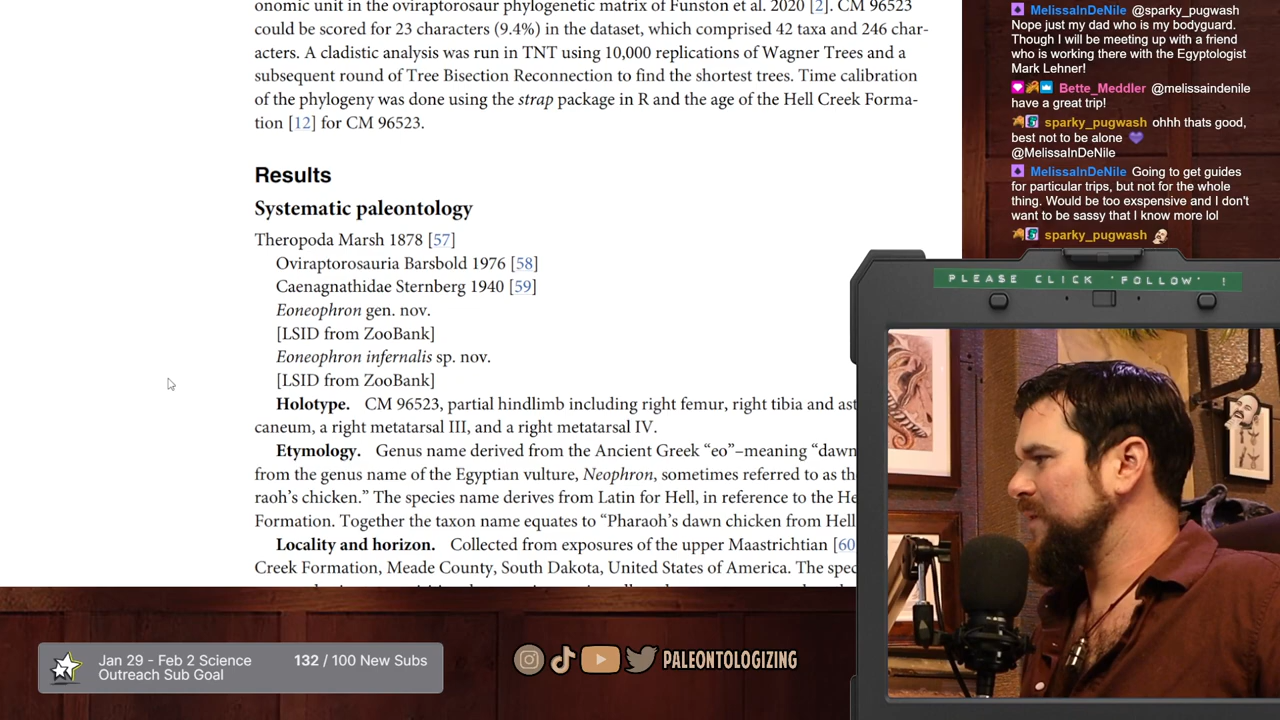 onomic unit in the oviraptorosaur phylogenetic matrix of Funston et al. 2020 [2]. CM 96523
could be scored for 23 characters (9.4%) in the dataset, which comprised 42 taxa and 246 char-
acters. A cladistic analysis was run in TNT using 10,000 replications of Wagner Trees and a
subsequent round of Tree Bisection Reconnection to find the shortest trees. Time calibration
of the phylogeny was done using the strap package in R and the age of the Hell Creek Forma-
tion [12] for CM 96523.
Results
Systematic paleontology
Theropoda Marsh 1878 [57]
Oviraptorosauria Barsbold 1976 [58]
Caenagnathidae Sternberg 1940 [59]
Eoneophron gen. nov.
[LSID from ZooBank]
Eoneophron infernalis sp. nov.
[LSID from ZooBank]
Holotype. CM 96523, partial hindlimb including right femur, right tibia and ast
caneum, a right metatarsal III, and a right metatarsal IV.
Etymology. Genus name derived from the Ancient Greek “eo”–meaning “dawn
from the genus name of the Egyptian vulture, Neophron, sometimes referred to as th
raoh’s chicken.” The species name derives from Latin for Hell, in reference to the He
Formation. Together the taxon name equates to “Pharaoh’s dawn chicken from Hell
Locality and horizon. Collected from exposures of the upper Maastrichtian [60
Creek Formation, Meade County, South Dakota, United States of America. The spec
MelissaInDeNile @sparky_pugwash
Nope just my dad who is my bodyguard.
Though I will be meeting up with a friend
who is working there with the Egyptologist
Mark Lehner!
Bette_Meddler @melissaindenile
have a great trip!
sparky_pugwash ohhh thats good,
best not to be alone
@MelissaInDeNile
MelissaInDeNile Going to get guides
for particular trips, but not for the whole
thing. Would be too exspensive and I don't
want to be sassy that I know more lol
sparky_pugwash
PLEASE CLICK 'FOLLOW' !
Jan 29 - Feb 2 Science
Outreach Sub Goal
132 / 100 New Subs
PALEONTOLOGIZING